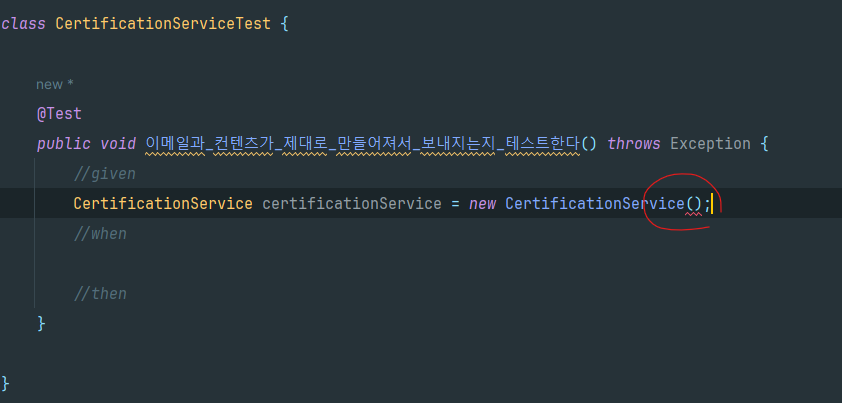 class CertificationServiceTest {
new *
@Test
public void 이메일과_컨텐츠가_제대로_만들어져서_보내지는지_테스트한다() throws Exception {
//given
CertificationService certificationService = new CertificationService();
//when
//then
}
}